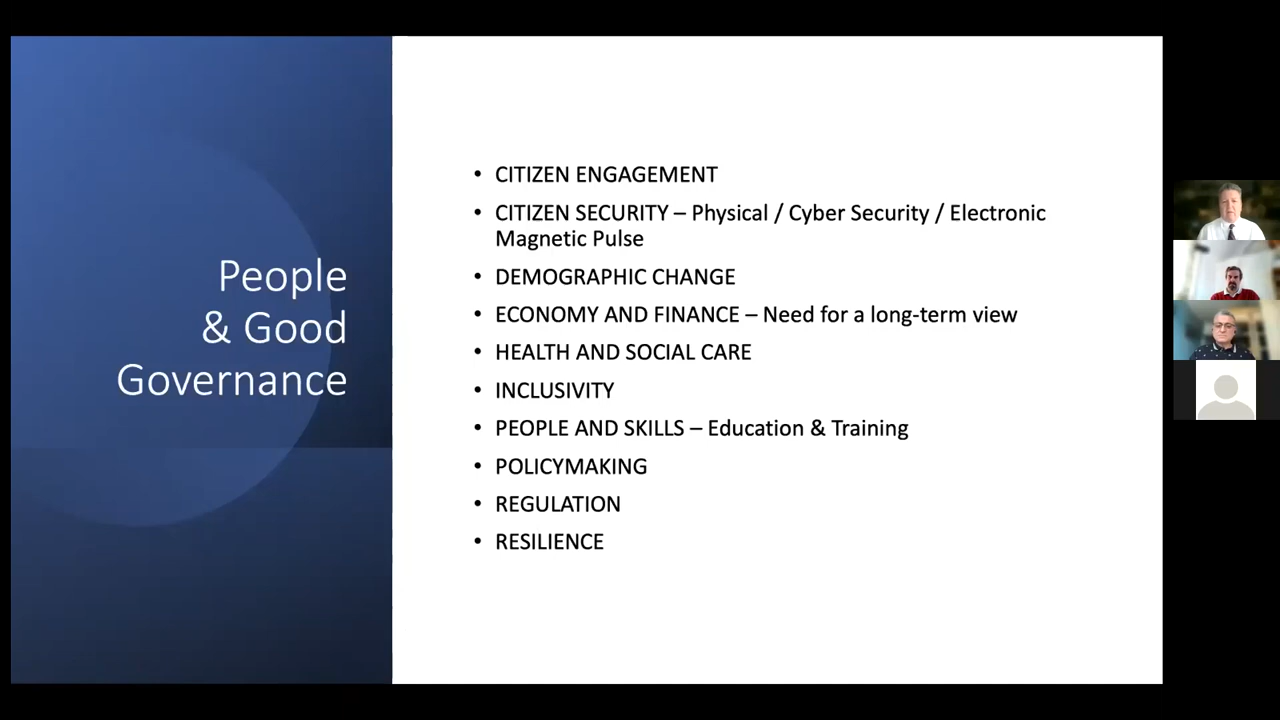 People
& Good
Governance
• CITIZEN ENGAGEMENT
• CITIZEN SECURITY – Physical / Cyber Security / Electronic
Magnetic Pulse
• DEMOGRAPHIC CHANGE
• ECONOMY AND FINANCE – Need for a long-term view
• HEALTH AND SOCIAL CARE
• INCLUSIVITY
• PEOPLE AND SKILLS – Education & Training
• POLICYMAKING
• REGULATION
• RESILIENCE